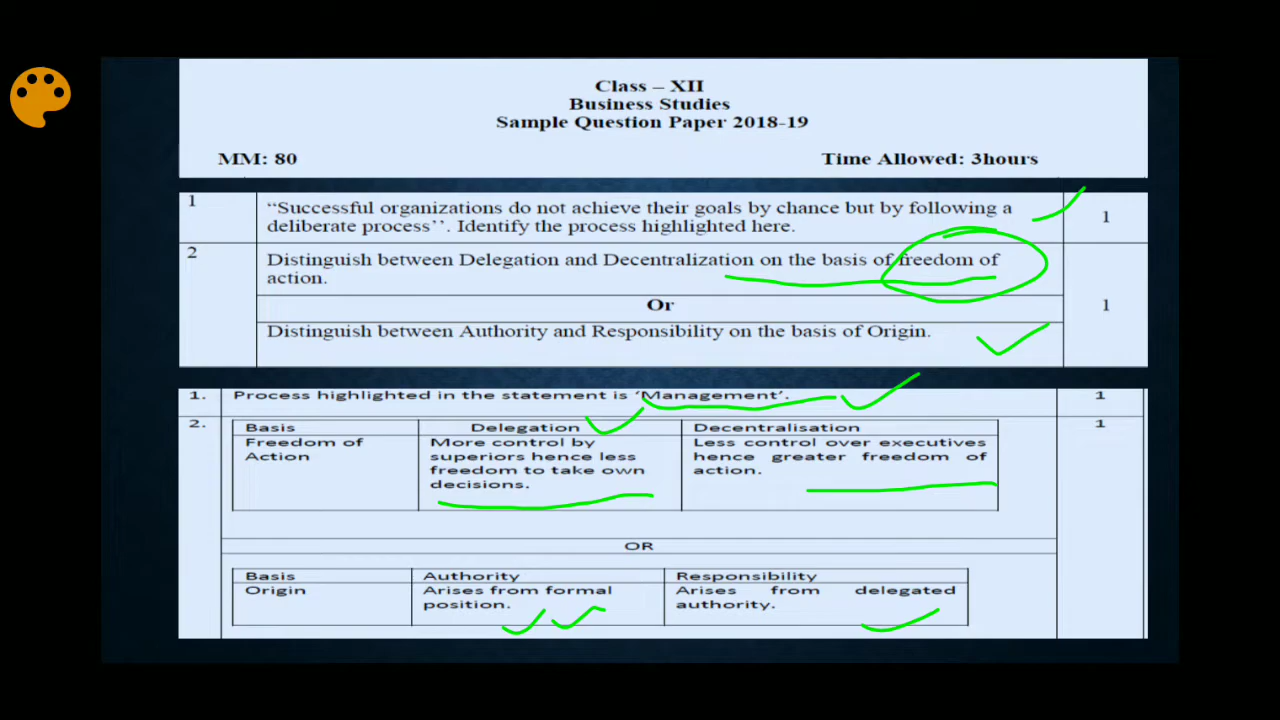 Class – XII
Business Studies
Sample Question Paper 2018-19
MM: 80 Time Allowed: 3hours
1 “Successful organizations do not achieve their goals by chance but by following a 1
deliberate process’’. Identify the process highlighted here.
2 Distinguish between Delegation and Decentralization on the basis of freedom of 1
action.
Or
Distinguish between Authority and Responsibility on the basis of Origin.
1. Process highlighted in the statement is ‘Management’. 1
2. 1
Basis Delegation Decentralisation
Freedom of More control by Less control over executives
Action superiors hence less hence greater freedom of
freedom to take own action.
decisions.
OR
Basis Authority Responsibility
Origin Arises from formal Arises from delegated
position. authority.